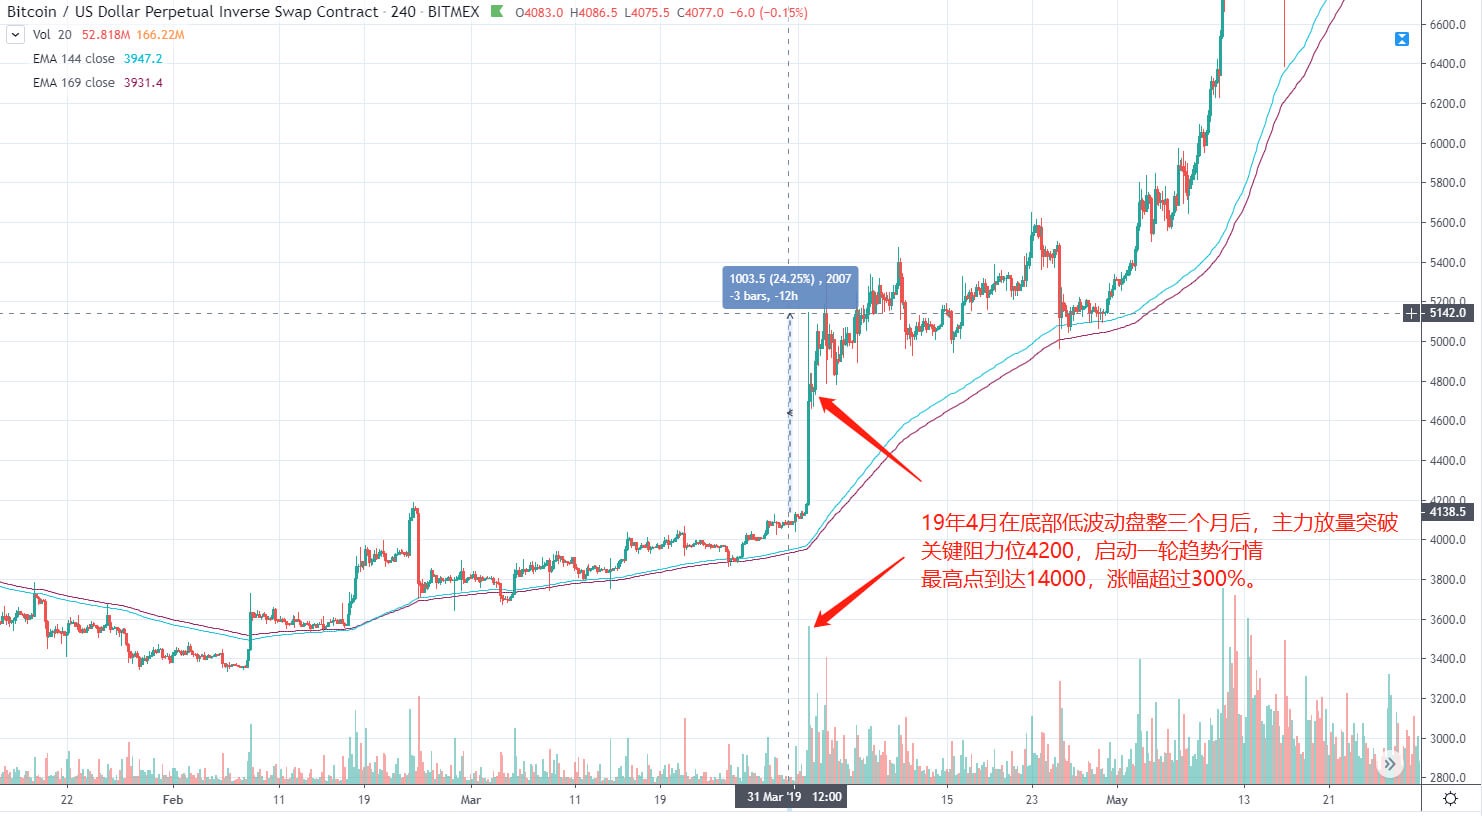 Bitcoin / US Dollar Perpetual Inverse Swap Contract · 240 · BITMEX O4083.0 H4086.5 L4075.5 C4077.0 -6.0 (-0.15%)
Vol 20 52.818M 166.22M
EMA 144 close 3947.2
EMA 169 close 3931.4
1003.5 (24.25%) , 2007
-3 bars, -12h
19年4月在底部低波动盘整三个月后，主力放量突破
关键阻力位4200，启动一轮趋势行情
最高点到达14000，涨幅超过300%。
6600.0
6400.0
6200.0
6000.0
5800.0
5600.0
5400.0
5200.0
5142.0
5000.0
4800.0
4600.0
4400.0
4200.0
4138.5
4000.0
3800.0
3600.0
3400.0
3200.0
3000.0
2800.0
22 Feb 11 19 Mar 11 19 31 Mar '19 12:00 15 23 May 13 21